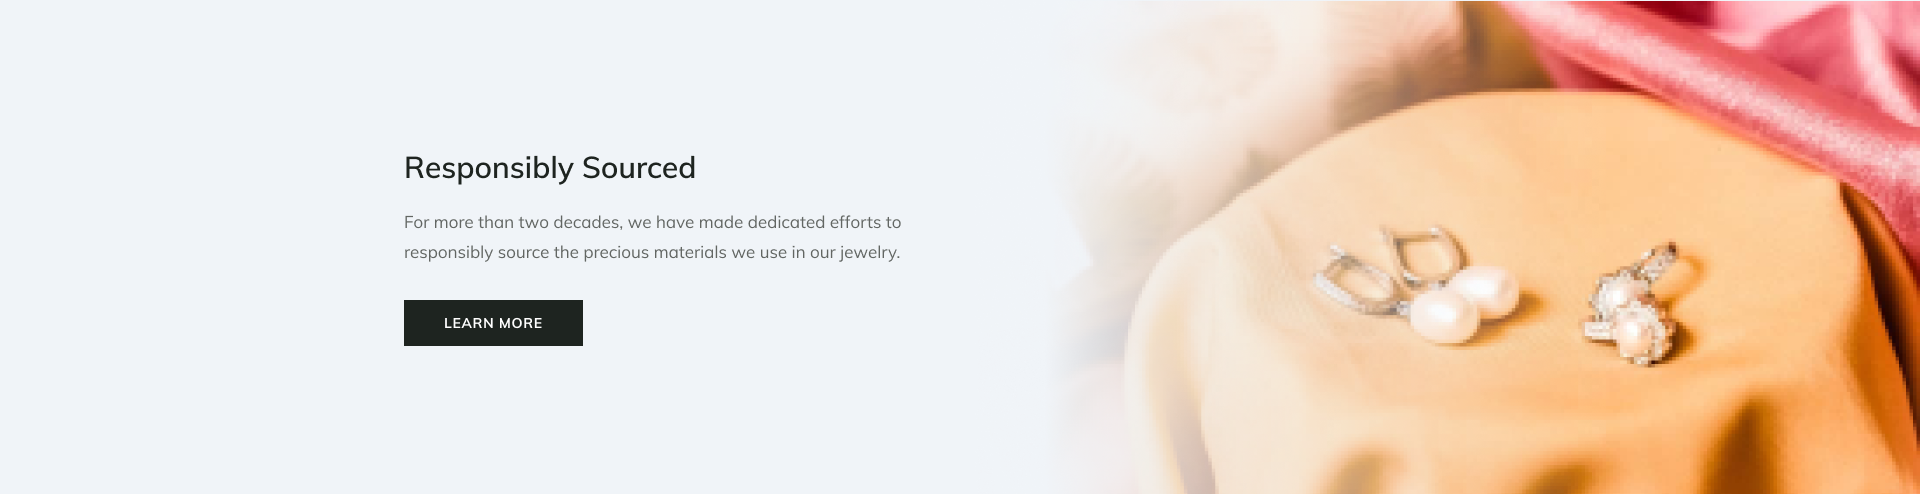 Responsibly Sourced
For more than two decades, we have made dedicated efforts to
responsibly source the precious materials we use in our jewelry.
LEARN MORE